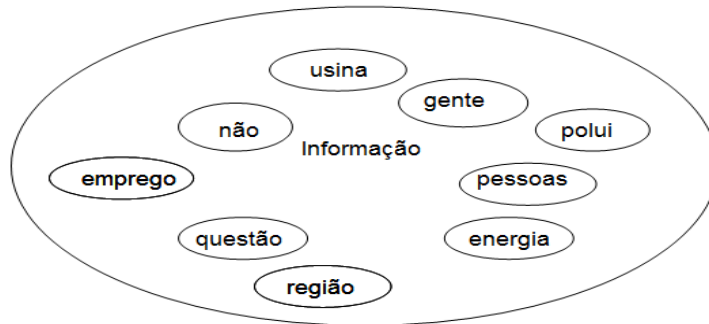 usina
gente
não
polui
Informação
emprego
pessoas
questão
energia
região